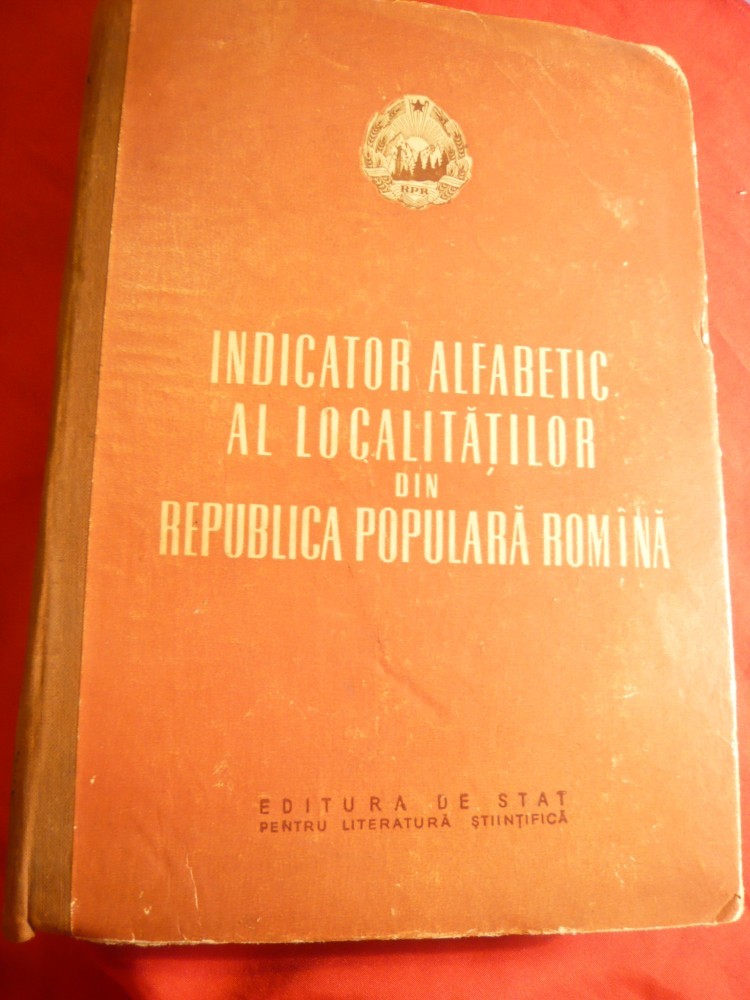 RPR
INDICATOR ALFABETIC
AL LOCALITĂȚILOR
DIN
REPUBLICA POPULARĂ ROMÎNĂ
EDITURA DE STAT
PENTRU LITERATURĂ ȘTIINȚIFICĂ